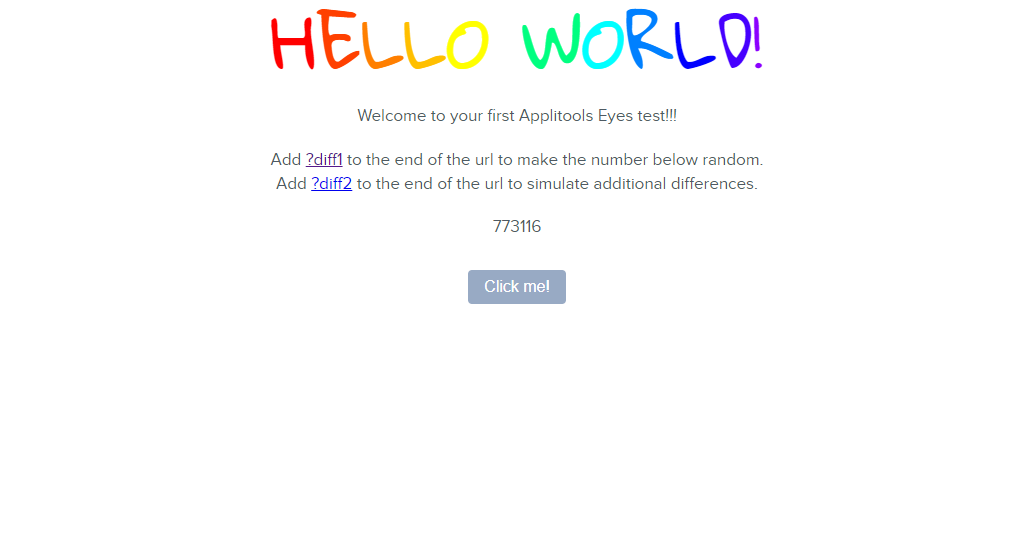 HELLO WORLD!
Welcome to your first Applitools Eyes test!!!
Add ?diff1 to the end of the url to make the number below random.
Add ?diff2 to the end of the url to simulate additional differences.
773116
Click me!